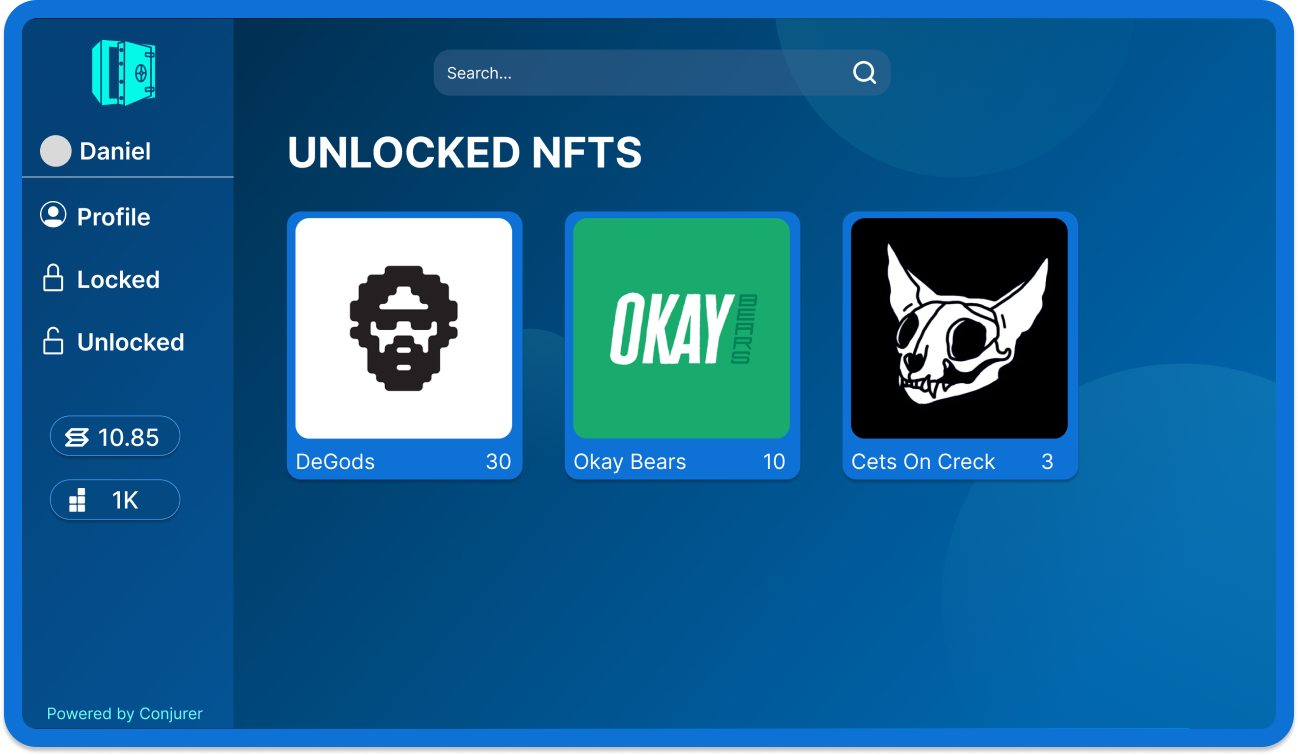 Search...
Daniel
UNLOCKED NFTS
Profile
Locked
Unlocked
OKAY BEARS
DeGods 30
Okay Bears 10
Cets On Creck 3
10.85
1K
Powered by Conjurer